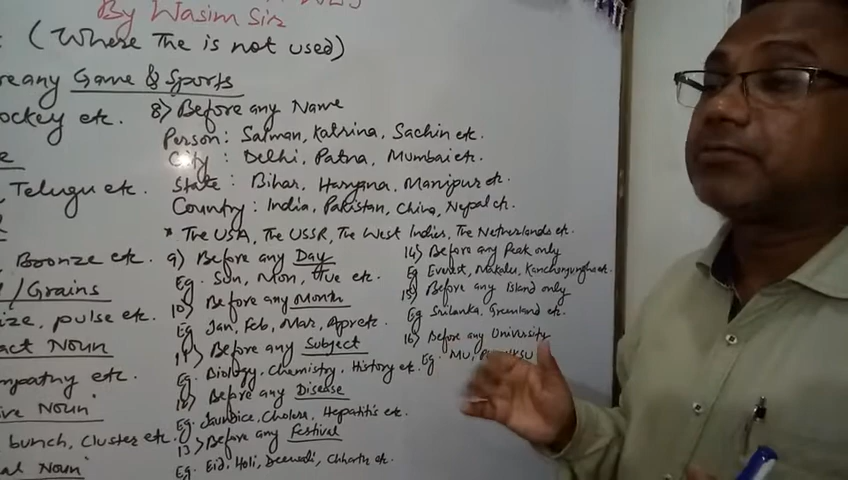 By Wasim Sir
(Where The is not used)
any Game & Sports
ockey etc.
Telugu etc.
Bronze etc.
/Grains
ize, pulse etc.
act Noun
mpathy etc.
ive Noun
bunch, cluster etc.
al Noun
8) Before any Name
Person: Salman, Katrina, Sachin etc.
City : Delhi, Patna, Mumbai etc.
State : Bihar, Haryana, Manipur etc.
Country: India, Pakistan, China, Nepal etc.
* The USA, The USSR, The West Indies, The Netherlands etc.
9) Before any Day
Eg. Sun, Mon, Tue etc.
10) Before any Month
Eg Jan, Feb, Mar, Apr etc.
11) Before any Subject
Eg. Biology, Chemistry, History etc.
12) Before any Disease
Eg. Jaundice, Cholera, Hepatitis etc.
13) Before any Festival
Eg. Eid, Holi, Deewali, Chhath etc.
14) Before any Peak only
Eg Everest, Makalu, Kanchanjungha etc.
15) Before any Island only
Eg Srilanka, Greenland etc.
16) Before any University
Eg. MU,